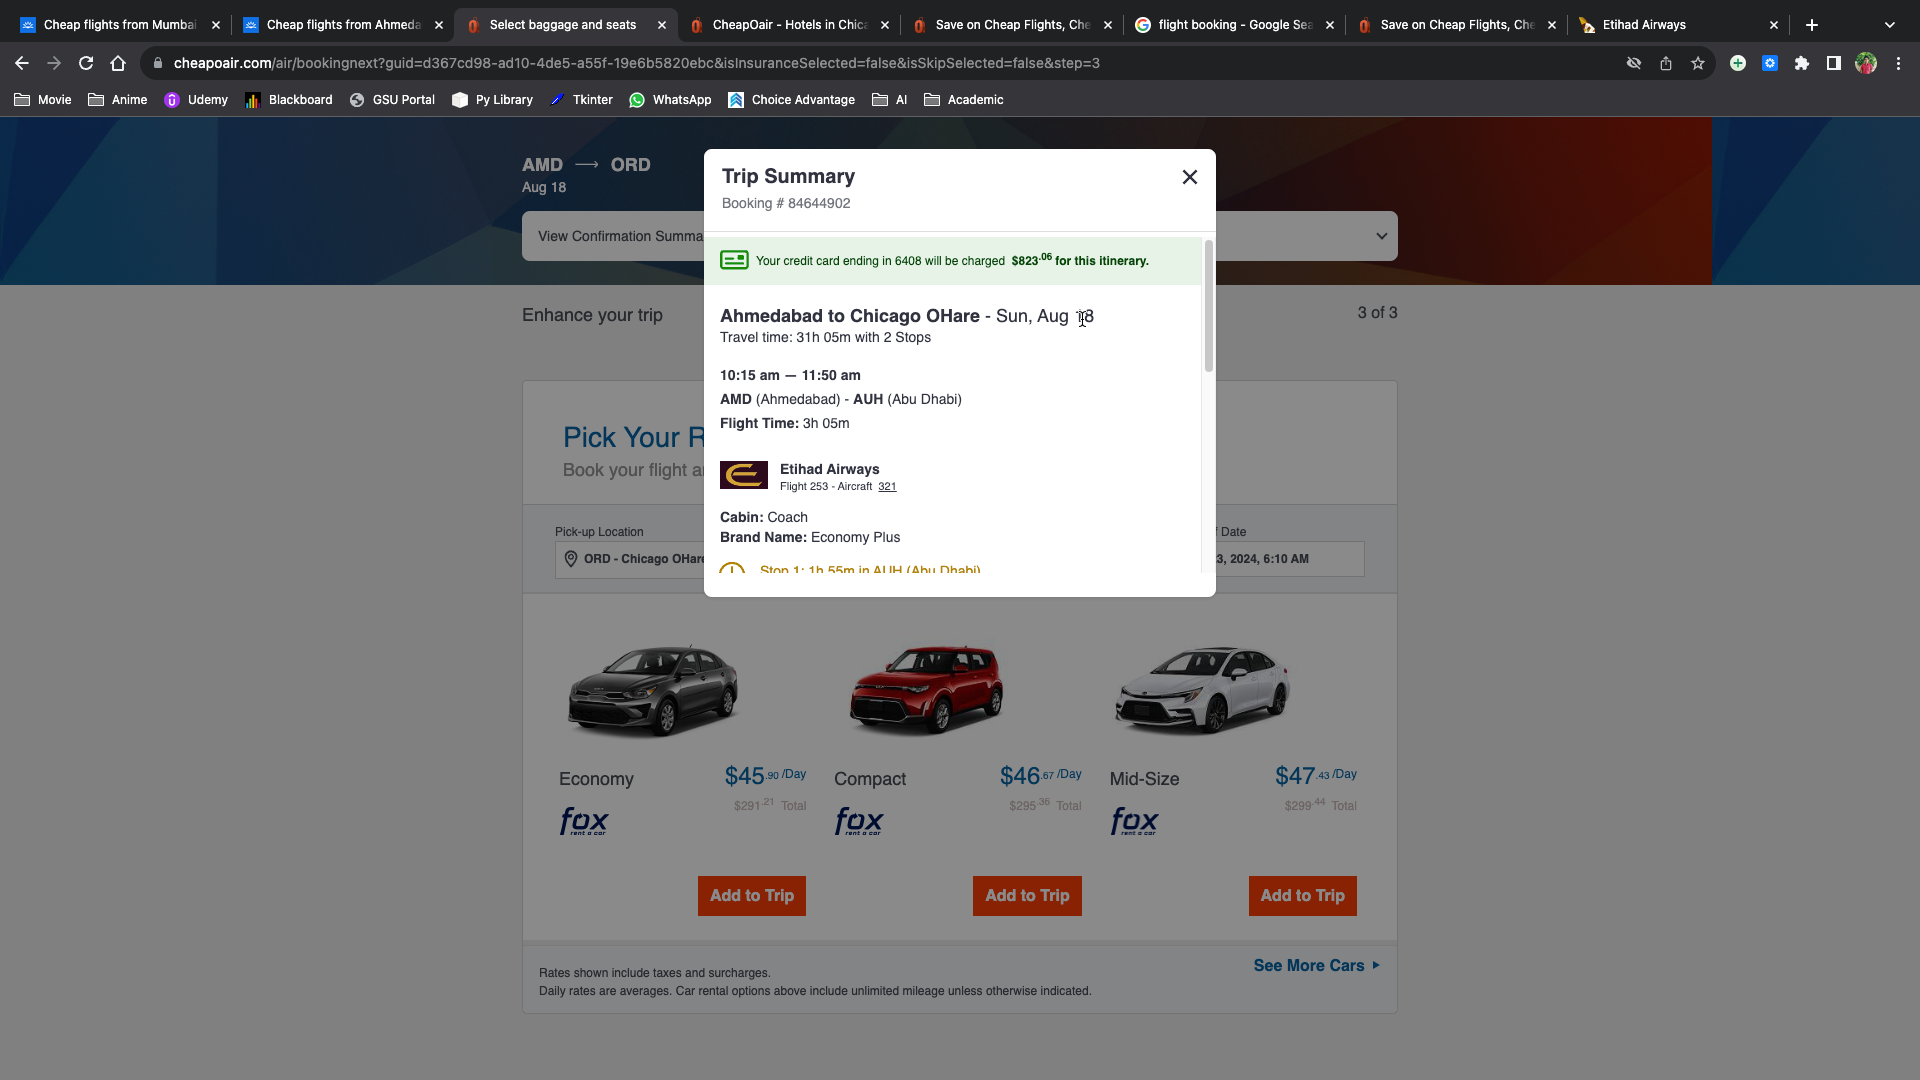 Cheap flights from Mumbai
Cheap flights from Ahmeda
Select baggage and seats
CheapOair - Hotels in Chica
Save on Cheap Flights, Che
flight booking - Google Sea
Save on Cheap Flights, Che
Etihad Airways
cheapoair.com/air/bookingnext?guid=d367cd98-ad10-4de5-a55f-19e6b5820ebc&isInsuranceSelected=false&isSkipSelected=false&step=3
Movie
Anime
Udemy
Blackboard
GSU Portal
Py Library
Tkinter
WhatsApp
Choice Advantage
AI
Academic
AMD → ORD
Aug 18
View Confirmation Summa
Enhance your trip
3 of 3
Trip Summary
Booking # 84644902
Your credit card ending in 6408 will be charged $823.06 for this itinerary.
Ahmedabad to Chicago OHare - Sun, Aug 18
Travel time: 31h 05m with 2 Stops
10:15 am — 11:50 am
AMD (Ahmedabad) - AUH (Abu Dhabi)
Flight Time: 3h 05m
Etihad Airways
Flight 253 - Aircraft 321
Cabin: Coach
Brand Name: Economy Plus
Stop 1: 1h 55m in AUH (Abu Dhabi)
Pick Your R
Book your flight a
Pick-up Location
ORD - Chicago OHare
f Date
3, 2024, 6:10 AM
Economy
$45.90 /Day
$291.21 Total
fox
rent a car
Add to Trip
Compact
$46.67 /Day
$295.36 Total
fox
rent a car
Add to Trip
Mid-Size
$47.43 /Day
$299.44 Total
fox
rent a car
Add to Trip
Rates shown include taxes and surcharges.
Daily rates are averages. Car rental options above include unlimited mileage unless otherwise indicated.
See More Cars